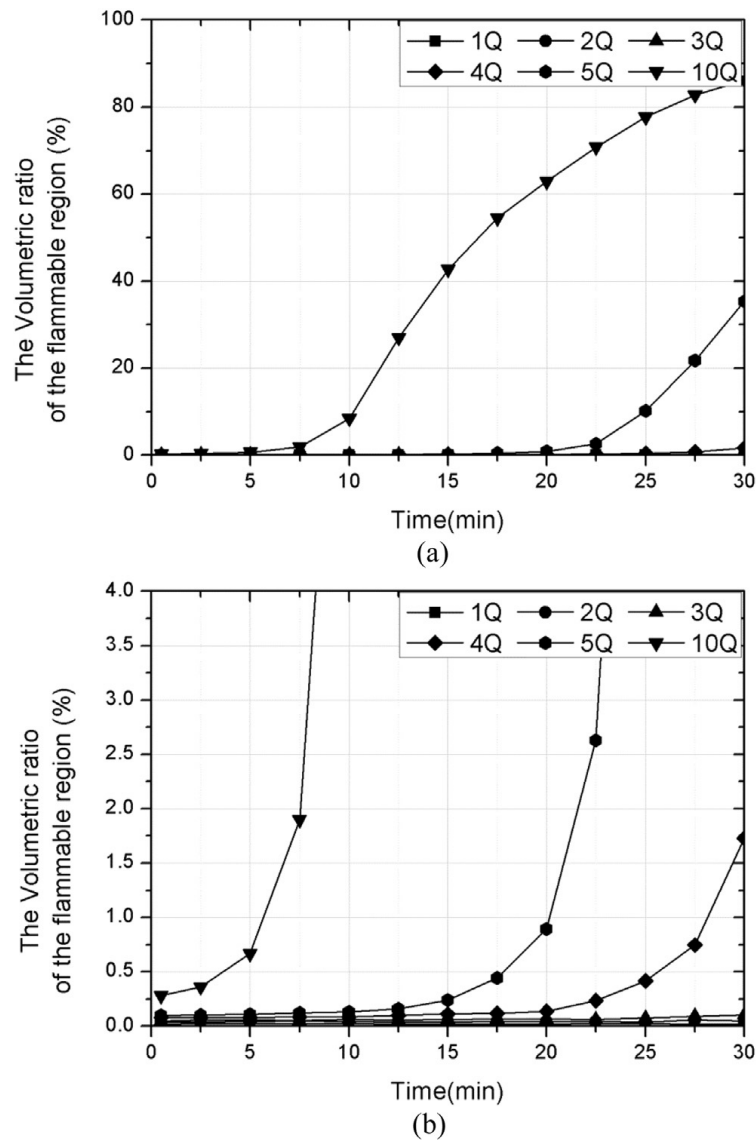 1Q 2Q 3Q
4Q 5Q 10Q
100
80
60
40
20
0
The Volumetric ratio
of the flammable region (%)
0 5 10 15 20 25 30
Time(min)
(a)
1Q 2Q 3Q
4Q 5Q 10Q
4.0
3.5
3.0
2.5
2.0
1.5
1.0
0.5
0.0
The Volumetric ratio
of the flammable region (%)
0 5 10 15 20 25 30
Time(min)
(b)